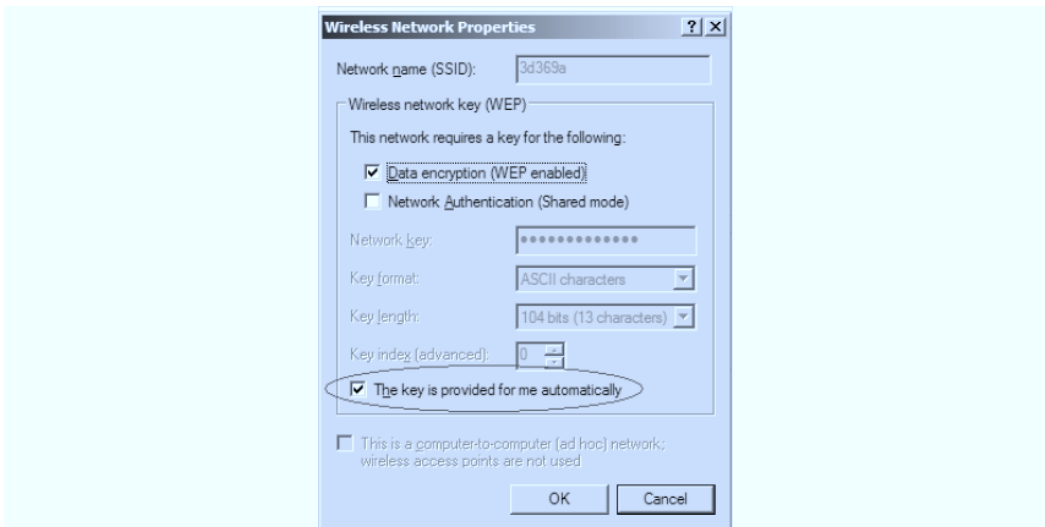 Wireless Network Properties
Network name (SSID): 3d369a
Wireless network key (WEP)
This network requires a key for the following:
Data encryption (WEP enabled)
Network Authentication (Shared mode)
Network key: •••••••••••••
Key format: ASCII characters
Key length: 104 bits (13 characters)
Key index (advanced): 0
The key is provided for me automatically
This is a computer-to-computer (ad hoc) network;
wireless access points are not used
OK Cancel